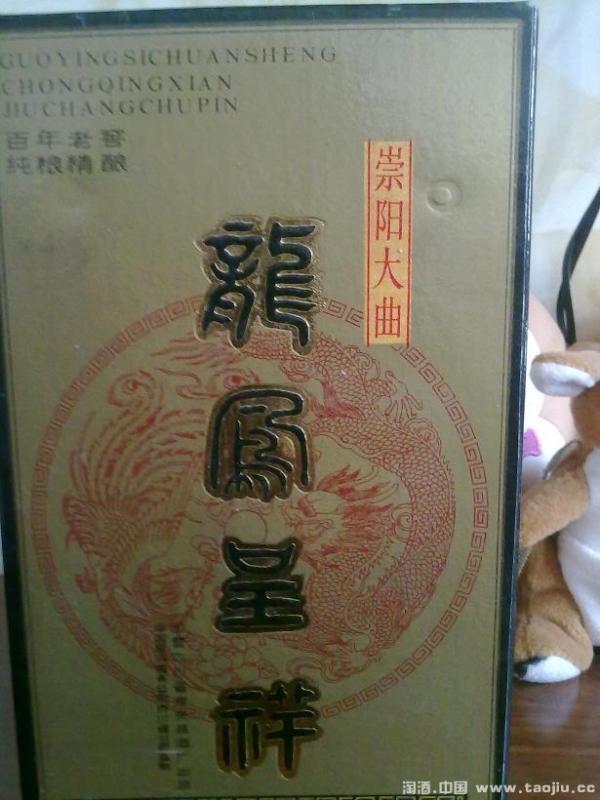 GUOYINGSICHUANSHENG
CHONGQINGXIAN
JIUCHANGCHUPIN
百年老窖
純粮精酿
崇阳大曲
龍鳳呈祥
淘酒.中国 www.taojiu.cc